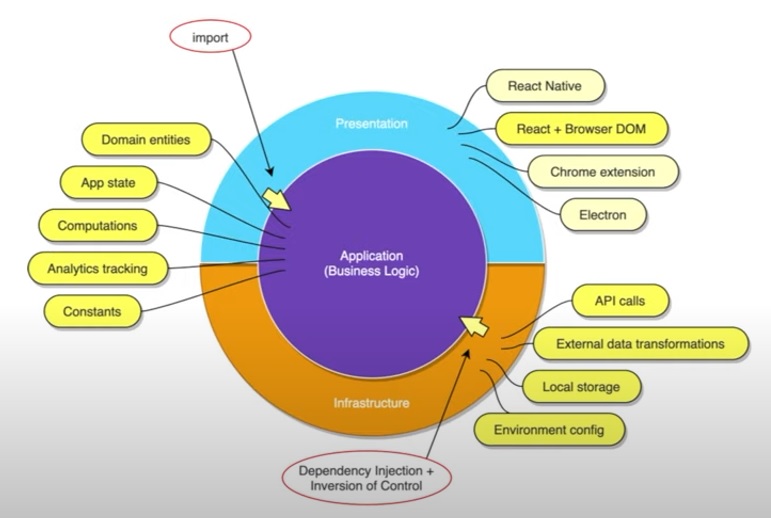 import
Presentation
React Native
React + Browser DOM
Chrome extension
Electron
Domain entities
App state
Computations
Analytics tracking
Constants
Application
(Business Logic)
API calls
External data transformations
Local storage
Environment config
Infrastructure
Dependency Injection +
Inversion of Control